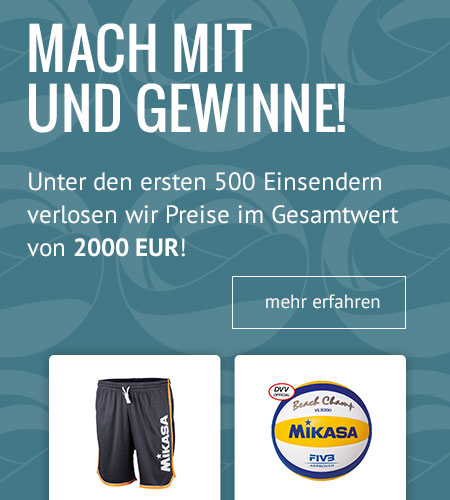 MACH MIT
UND GEWINNE!
Unter den ersten 500 Einsendern
verlosen wir Preise im Gesamtwert
von 2000 EUR!
mehr erfahren
MIKASA
DVV
OFFICIAL
Beach Champ
VLS300
MIKASA
FIVB
APPROVED